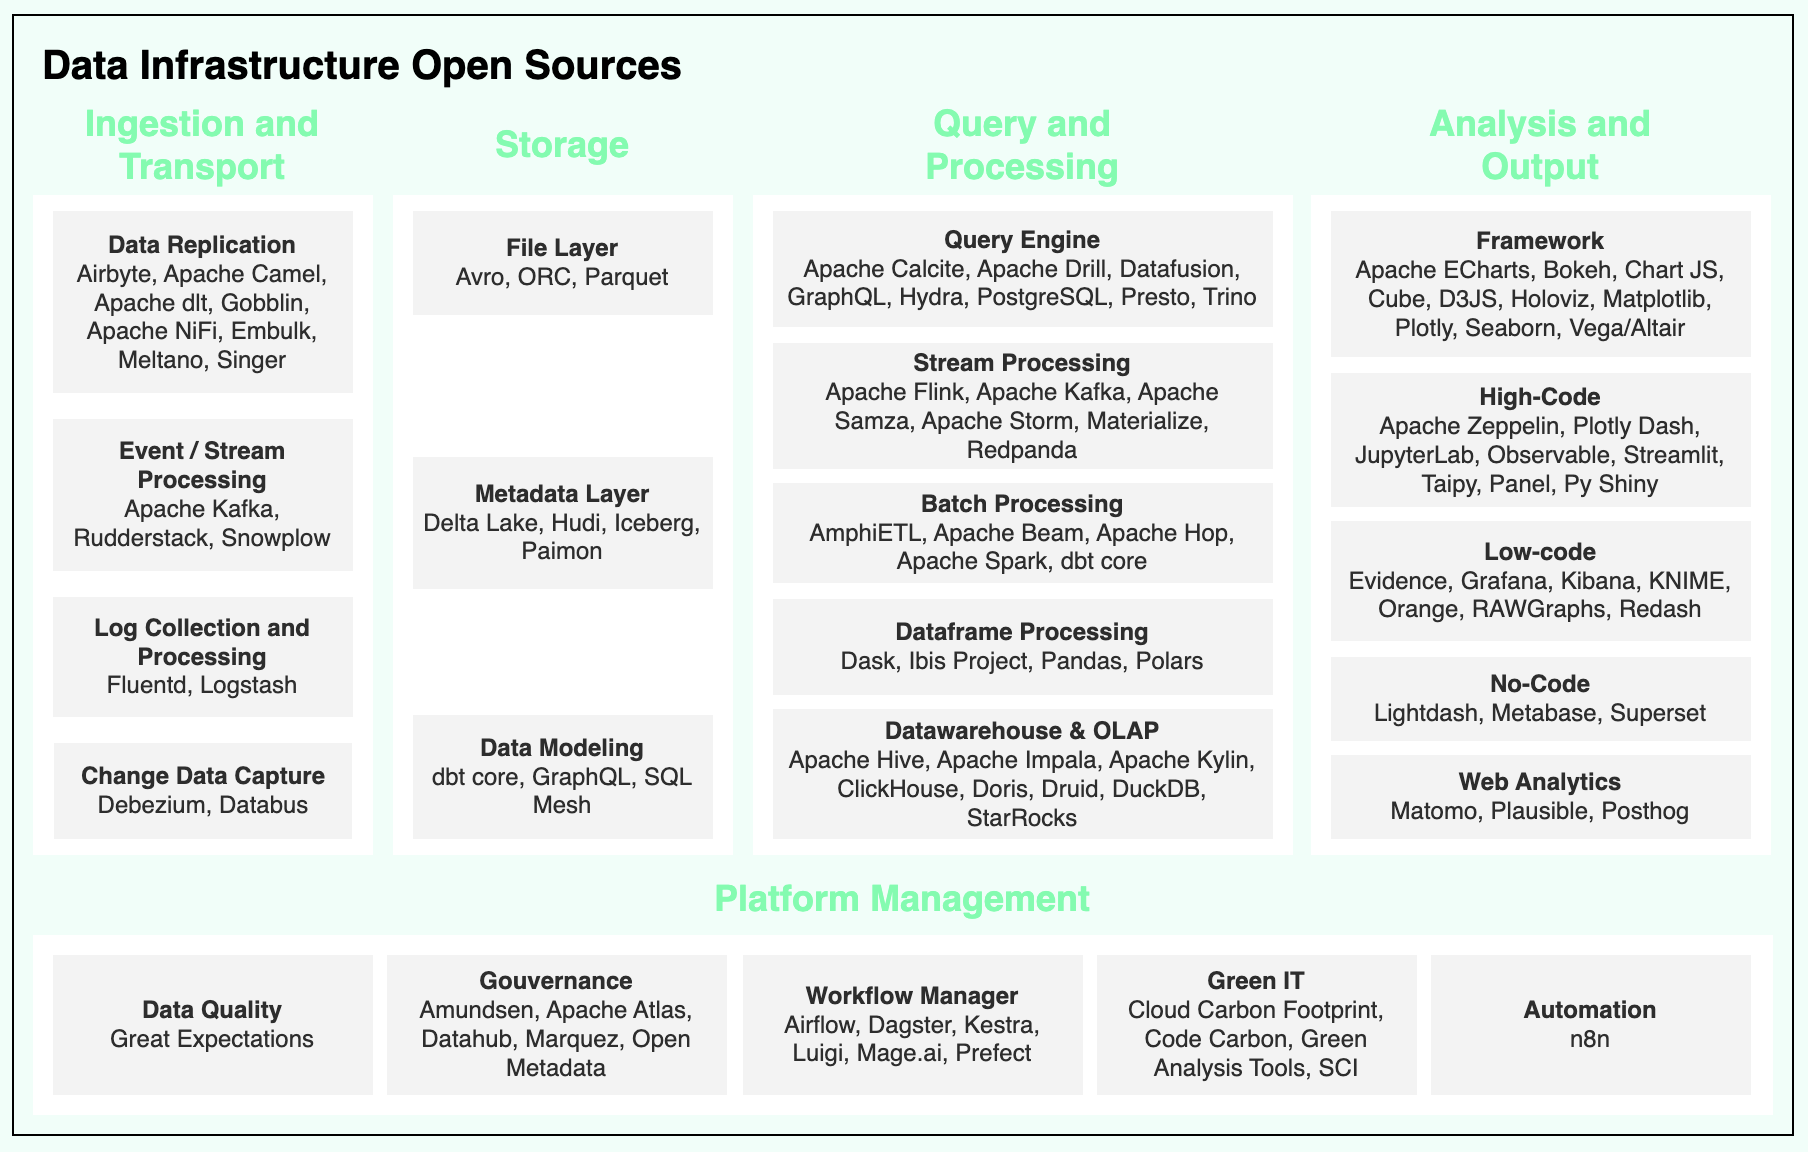 Data Infrastructure Open Sources
Ingestion and
Transport
Data Replication
Airbyte, Apache Camel,
Apache dlt, Gobblin,
Apache NiFi, Embulk,
Meltano, Singer
Event / Stream
Processing
Apache Kafka,
Rudderstack, Snowplow
Log Collection and
Processing
Fluentd, Logstash
Change Data Capture
Debezium, Databus
Storage
File Layer
Avro, ORC, Parquet
Metadata Layer
Delta Lake, Hudi, Iceberg,
Paimon
Data Modeling
dbt core, GraphQL, SQL
Mesh
Query and
Processing
Query Engine
Apache Calcite, Apache Drill, Datafusion,
GraphQL, Hydra, PostgreSQL, Presto, Trino
Stream Processing
Apache Flink, Apache Kafka, Apache
Samza, Apache Storm, Materialize,
Redpanda
Batch Processing
AmphiETL, Apache Beam, Apache Hop,
Apache Spark, dbt core
Dataframe Processing
Dask, Ibis Project, Pandas, Polars
Datawarehouse & OLAP
Apache Hive, Apache Impala, Apache Kylin,
ClickHouse, Doris, Druid, DuckDB,
StarRocks
Analysis and
Output
Framework
Apache ECharts, Bokeh, Chart JS,
Cube, D3JS, Holoviz, Matplotlib,
Plotly, Seaborn, Vega/Altair
High-Code
Apache Zeppelin, Plotly Dash,
JupyterLab, Observable, Streamlit,
Taipy, Panel, Py Shiny
Low-code
Evidence, Grafana, Kibana, KNIME,
Orange, RAWGraphs, Redash
No-Code
Lightdash, Metabase, Superset
Web Analytics
Matomo, Plausible, Posthog
Platform Management
Data Quality
Great Expectations
Gouvernance
Amundsen, Apache Atlas,
Datahub, Marquez, Open
Metadata
Workflow Manager
Airflow, Dagster, Kestra,
Luigi, Mage.ai, Prefect
Green IT
Cloud Carbon Footprint,
Code Carbon, Green
Analysis Tools, SCI
Automation
n8n